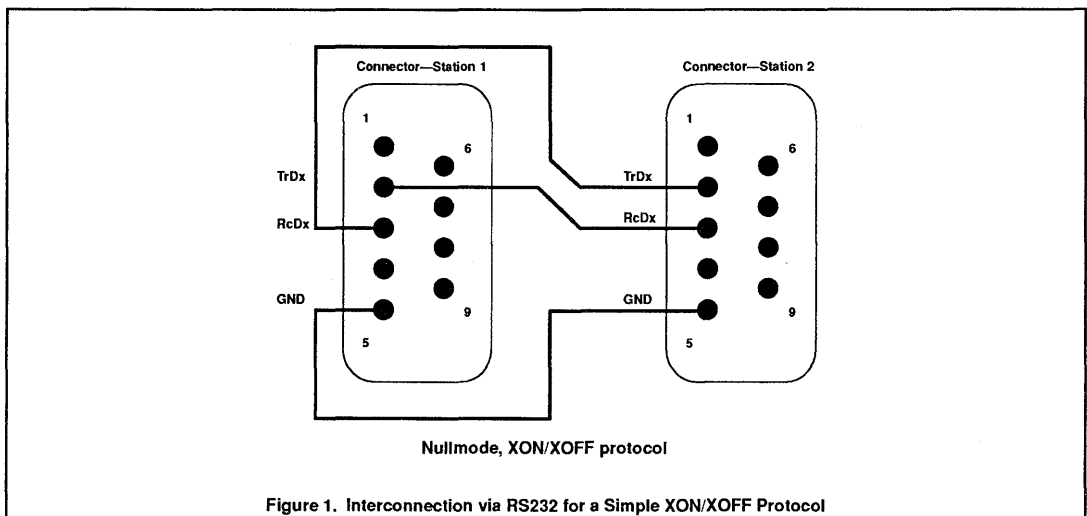 Connector—Station 1
Connector—Station 2
1
6
TrDx
RcDx
GND
9
5
1
6
TrDx
RcDx
GND
9
5
Nullmode, XON/XOFF protocol
Figure 1. Interconnection via RS232 for a Simple XON/XOFF Protocol